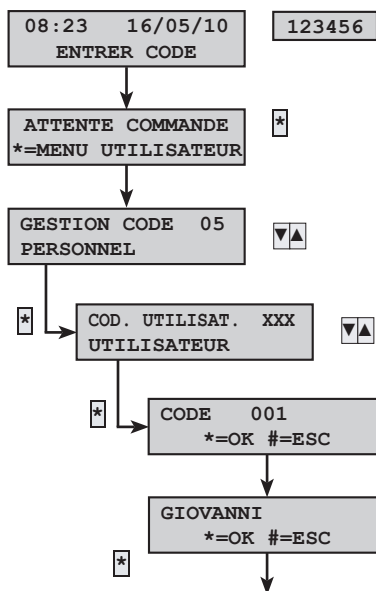 08:23 16/05/10
ENTRER CODE
123456
ATTENTE COMMANDE
*=MENU UTILISATEUR
*
GESTION CODE 05
PERSONNEL
▼▲
*
COD. UTILISAT. XXX
UTILISATEUR
▼▲
*
CODE 001
*=OK #=ESC
GIOVANNI
*=OK #=ESC
*